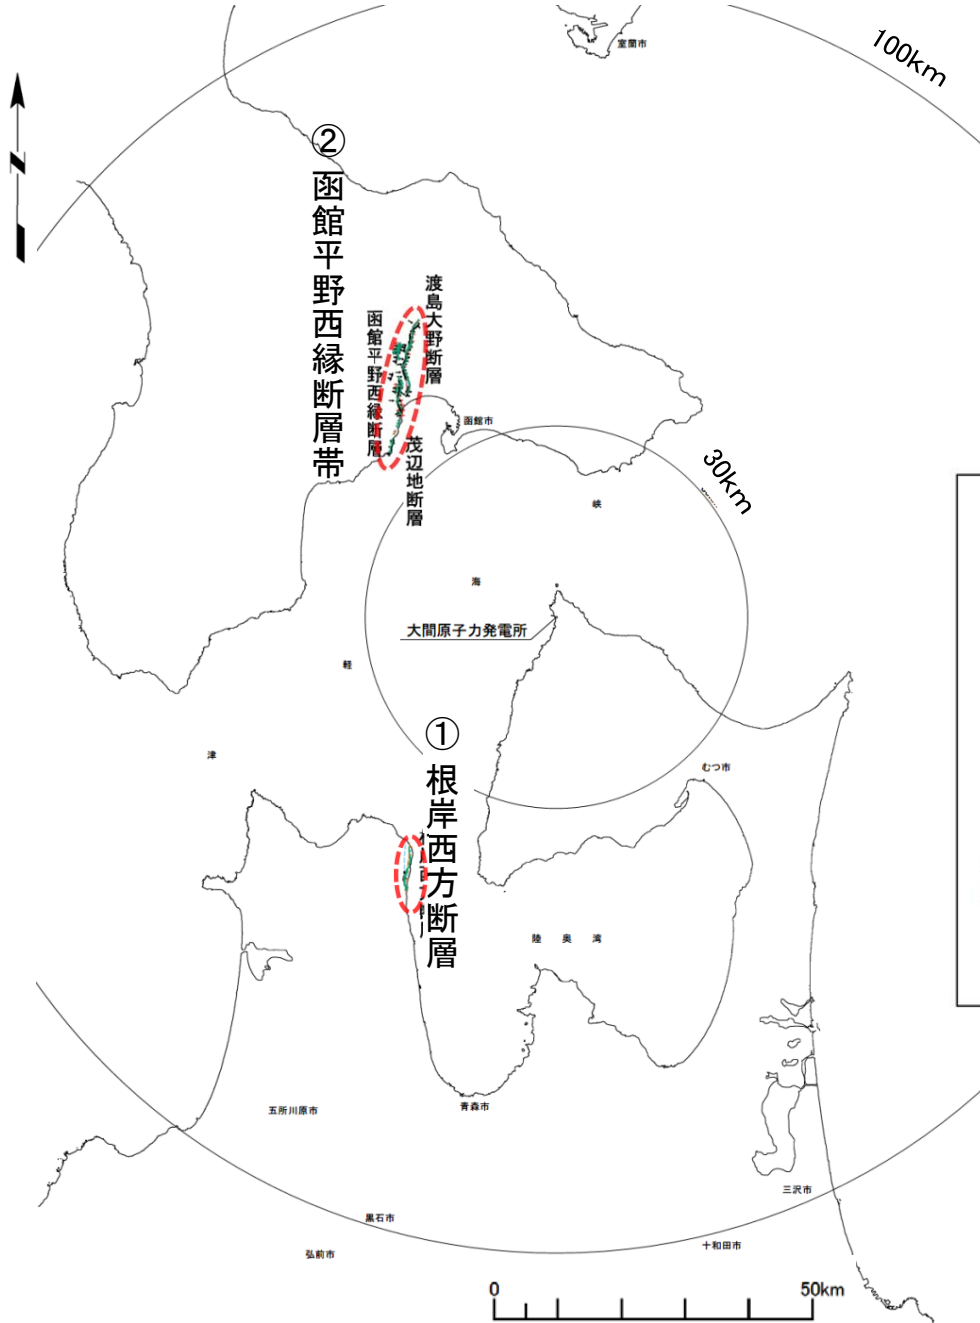 室蘭市
100km
N
②函館平野西縁断層帯
渡島大野断層
函館平野西縁断層
茂辺地断層
函館市
30km
峡
海
大間原子力発電所
軽
津
①根岸西方断層
むつ市
陸奥湾
五所川原市
青森市
三沢市
黒石市
十和田市
弘前市
0
50km